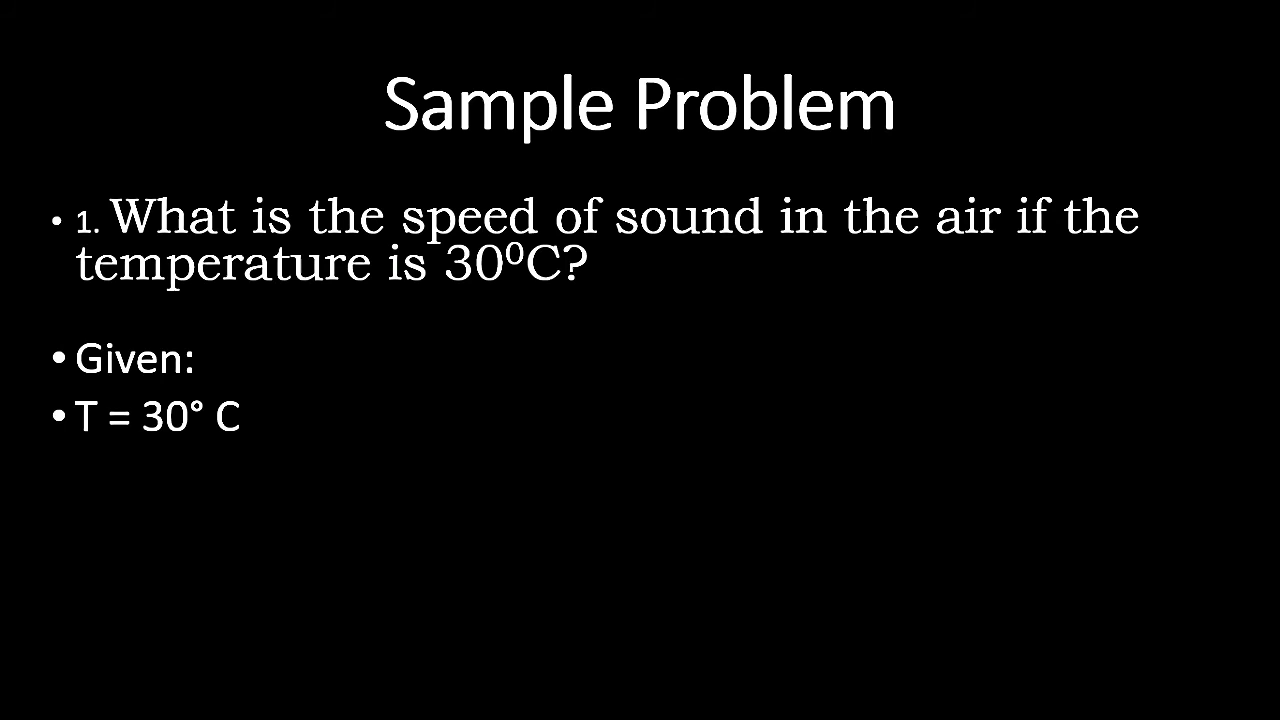 Sample Problem
• 1. What is the speed of sound in the air if the
temperature is 30⁰C?
• Given:
• T = 30° C